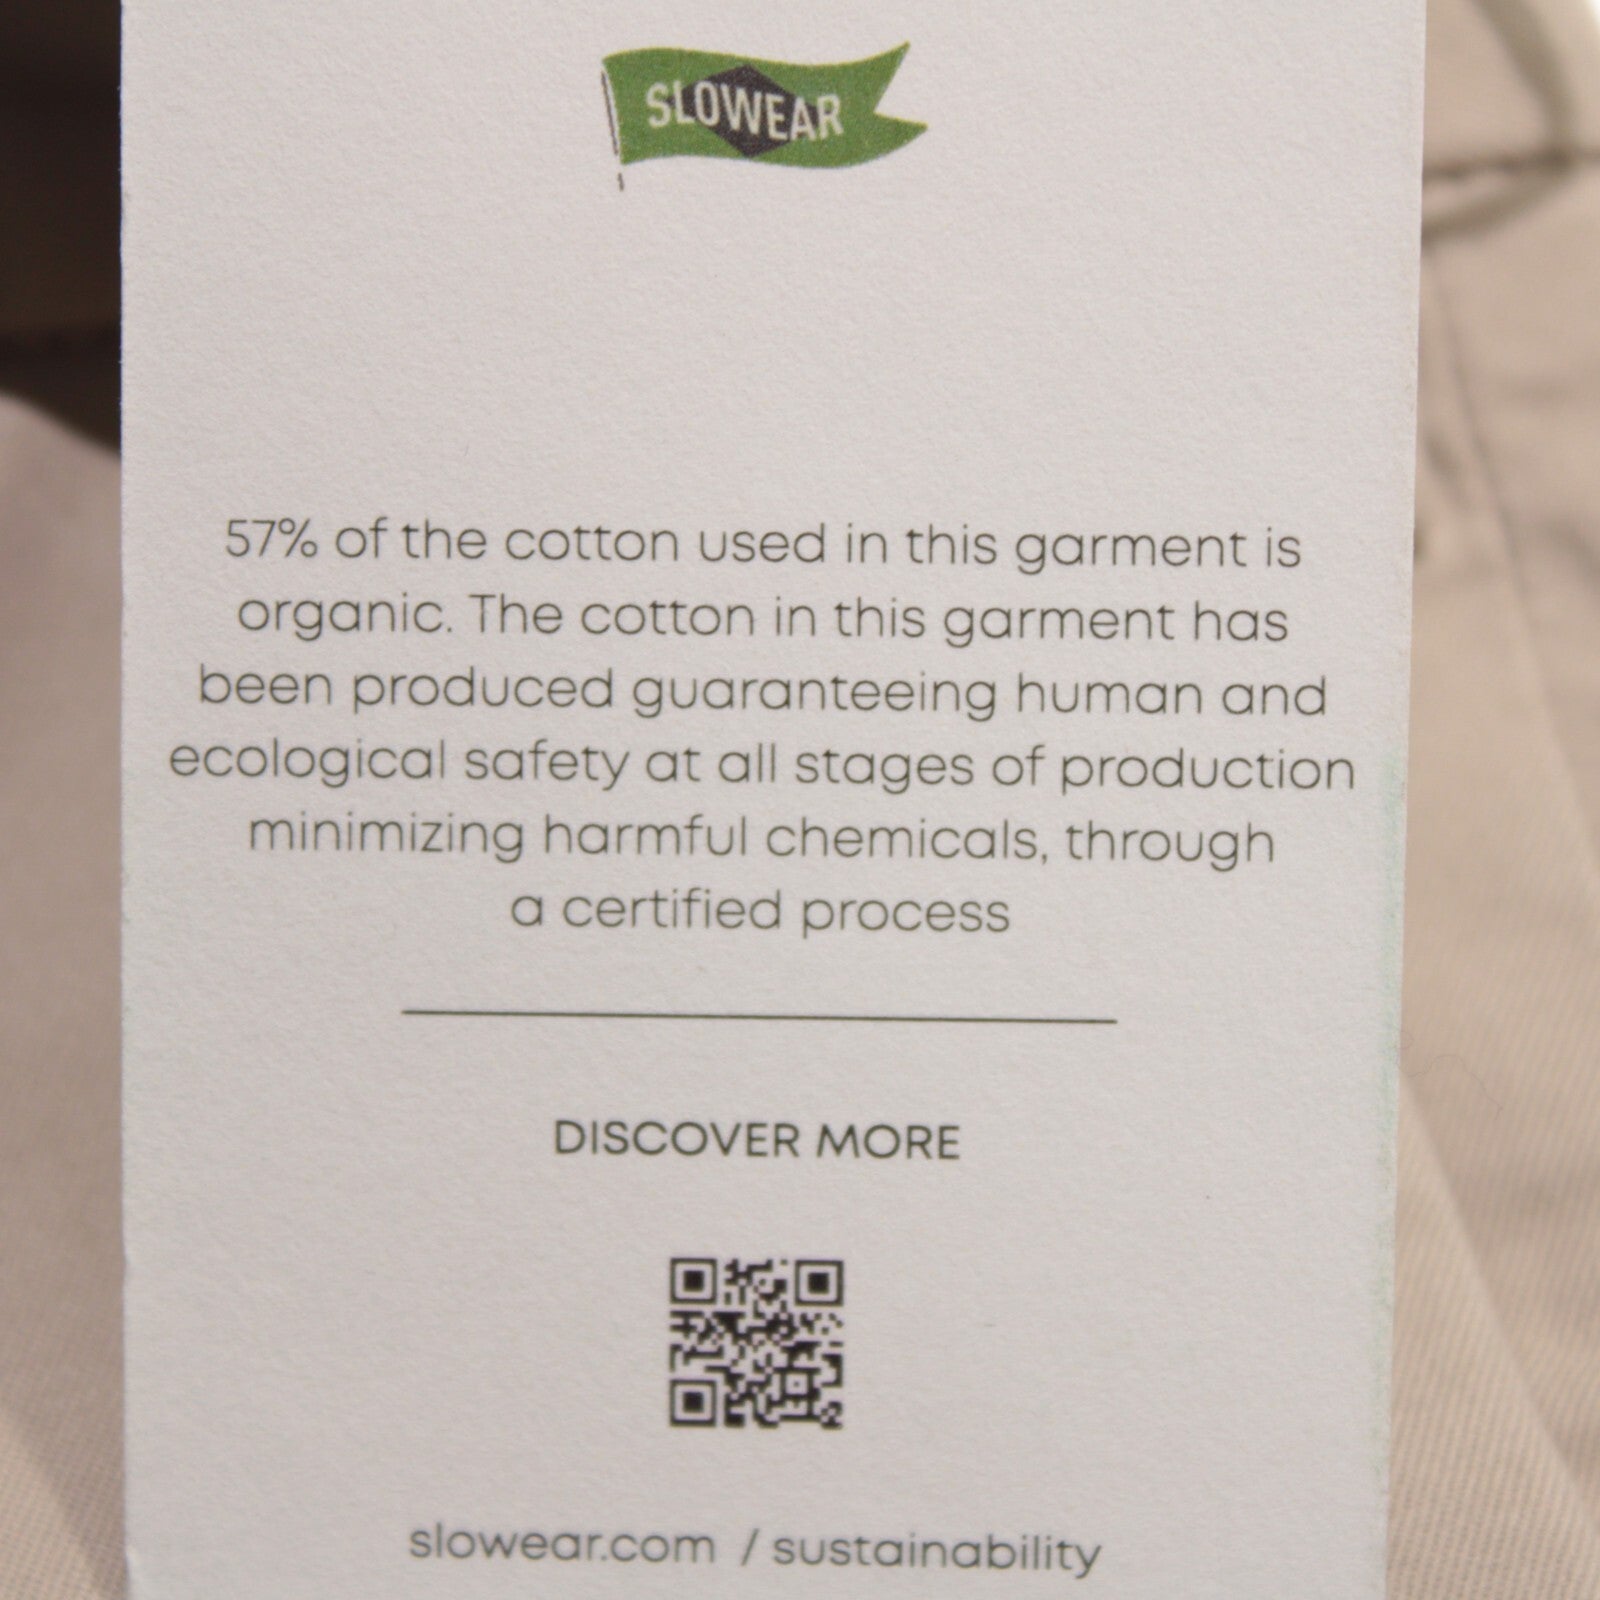 SLOWEAR
57% of the cotton used in this garment is
organic. The cotton in this garment has
been produced guaranteeing human and
ecological safety at all stages of production
minimizing harmful chemicals, through
a certified process
DISCOVER MORE
slowear.com / sustainability